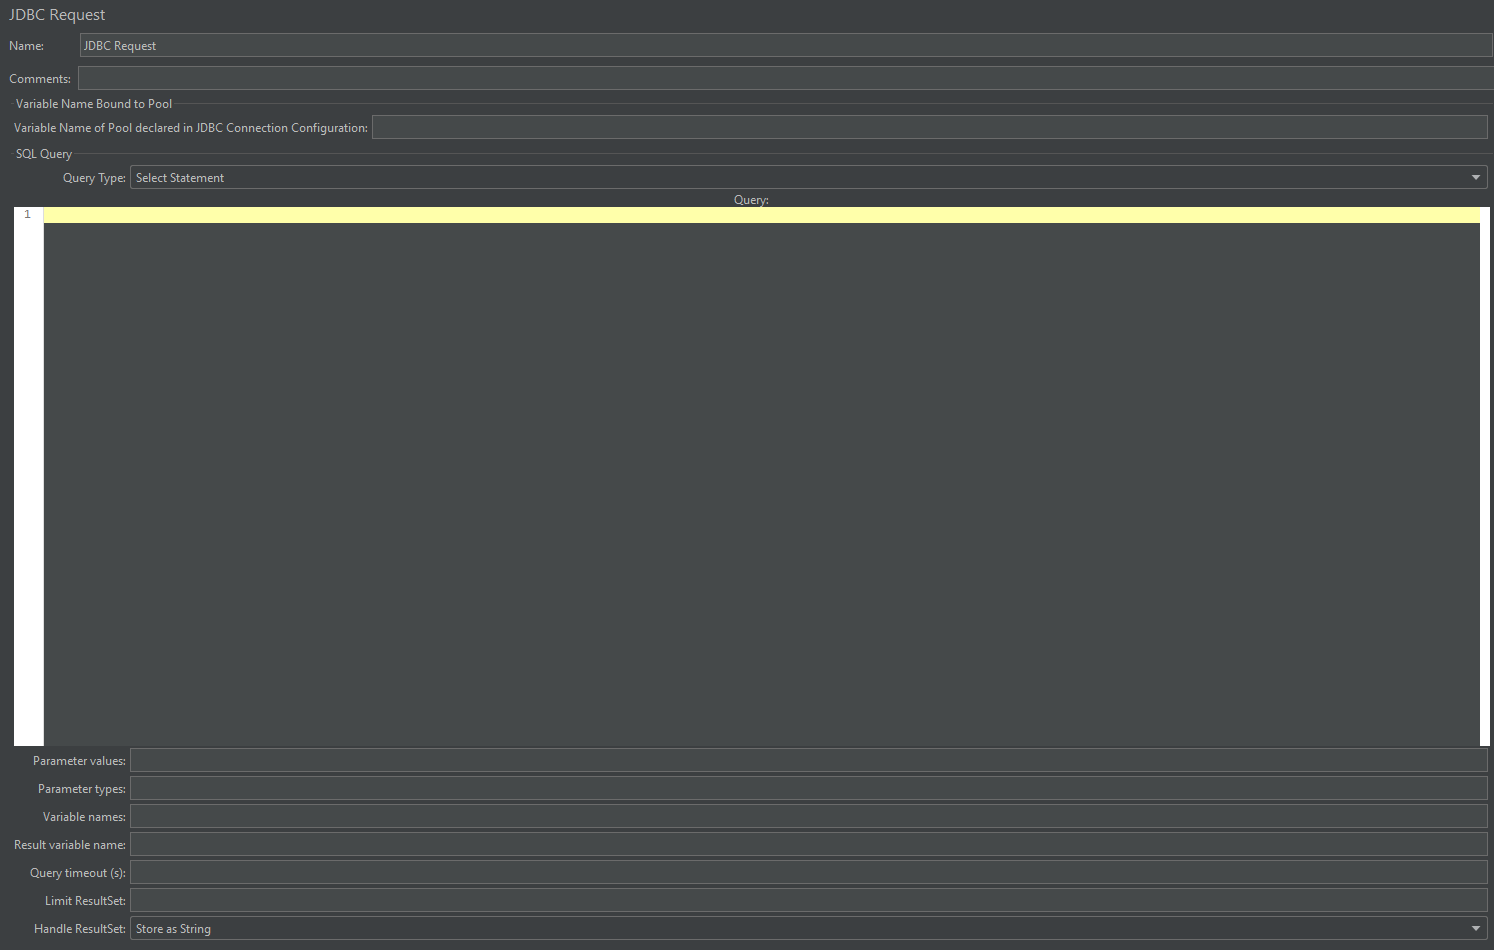 JDBC Request
Name: JDBC Request
Comments:
Variable Name Bound to Pool
Variable Name of Pool declared in JDBC Connection Configuration:
SQL Query
Query Type: Select Statement
Query:
1
Parameter values:
Parameter types:
Variable names:
Result variable name:
Query timeout (s):
Limit ResultSet:
Handle ResultSet: Store as String